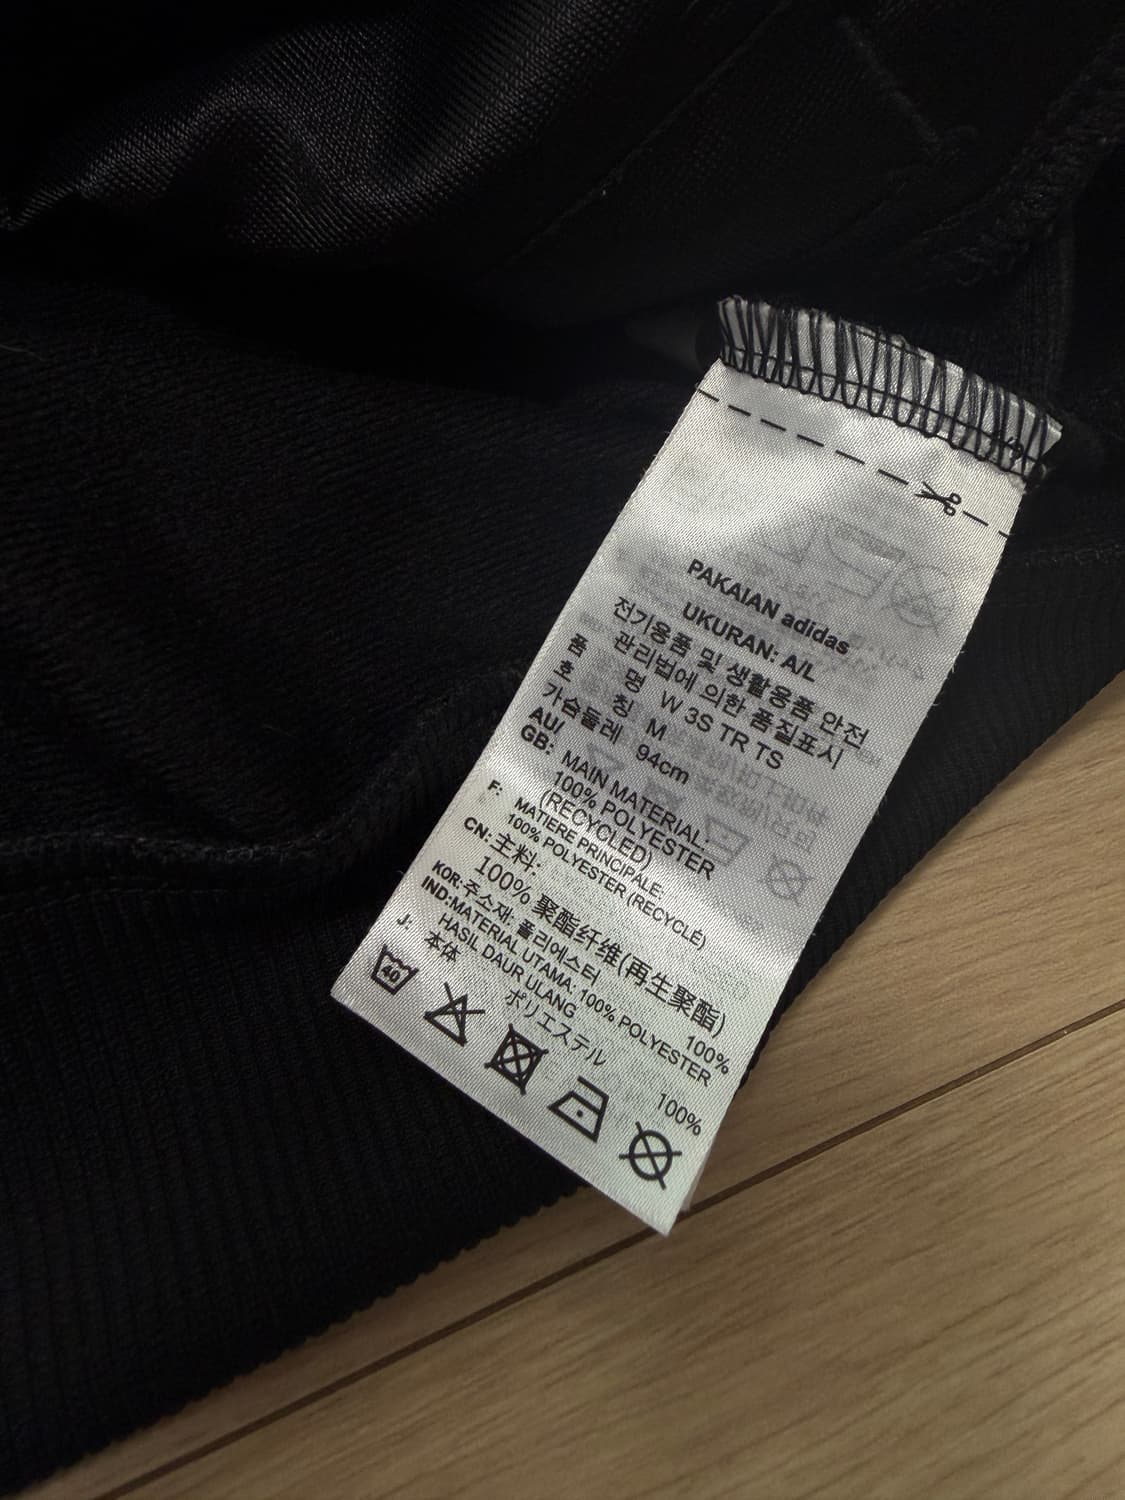 PAKAIAN adidas
UKURAN: A/L
전기용품 및 생활용품 안전
관리법에 의한 품질표시
품 명 W 3S TR TS
호 칭 M
가슴둘레 94cm
AU/
GB: MAIN MATERIAL:
100% POLYESTER
(RECYCLED)
F: MATIERE PRINCIPALE:
100% POLYESTER (RECYCLÉ)
CN: 主料:
100% 聚酯纤维(再生聚酯)
KOR: 주소재: 폴리에스터 100%
IND: MATERIAL UTAMA: 100% POLYESTER
HASIL DAUR ULANG
J: 本体 ポリエステル 100%
40